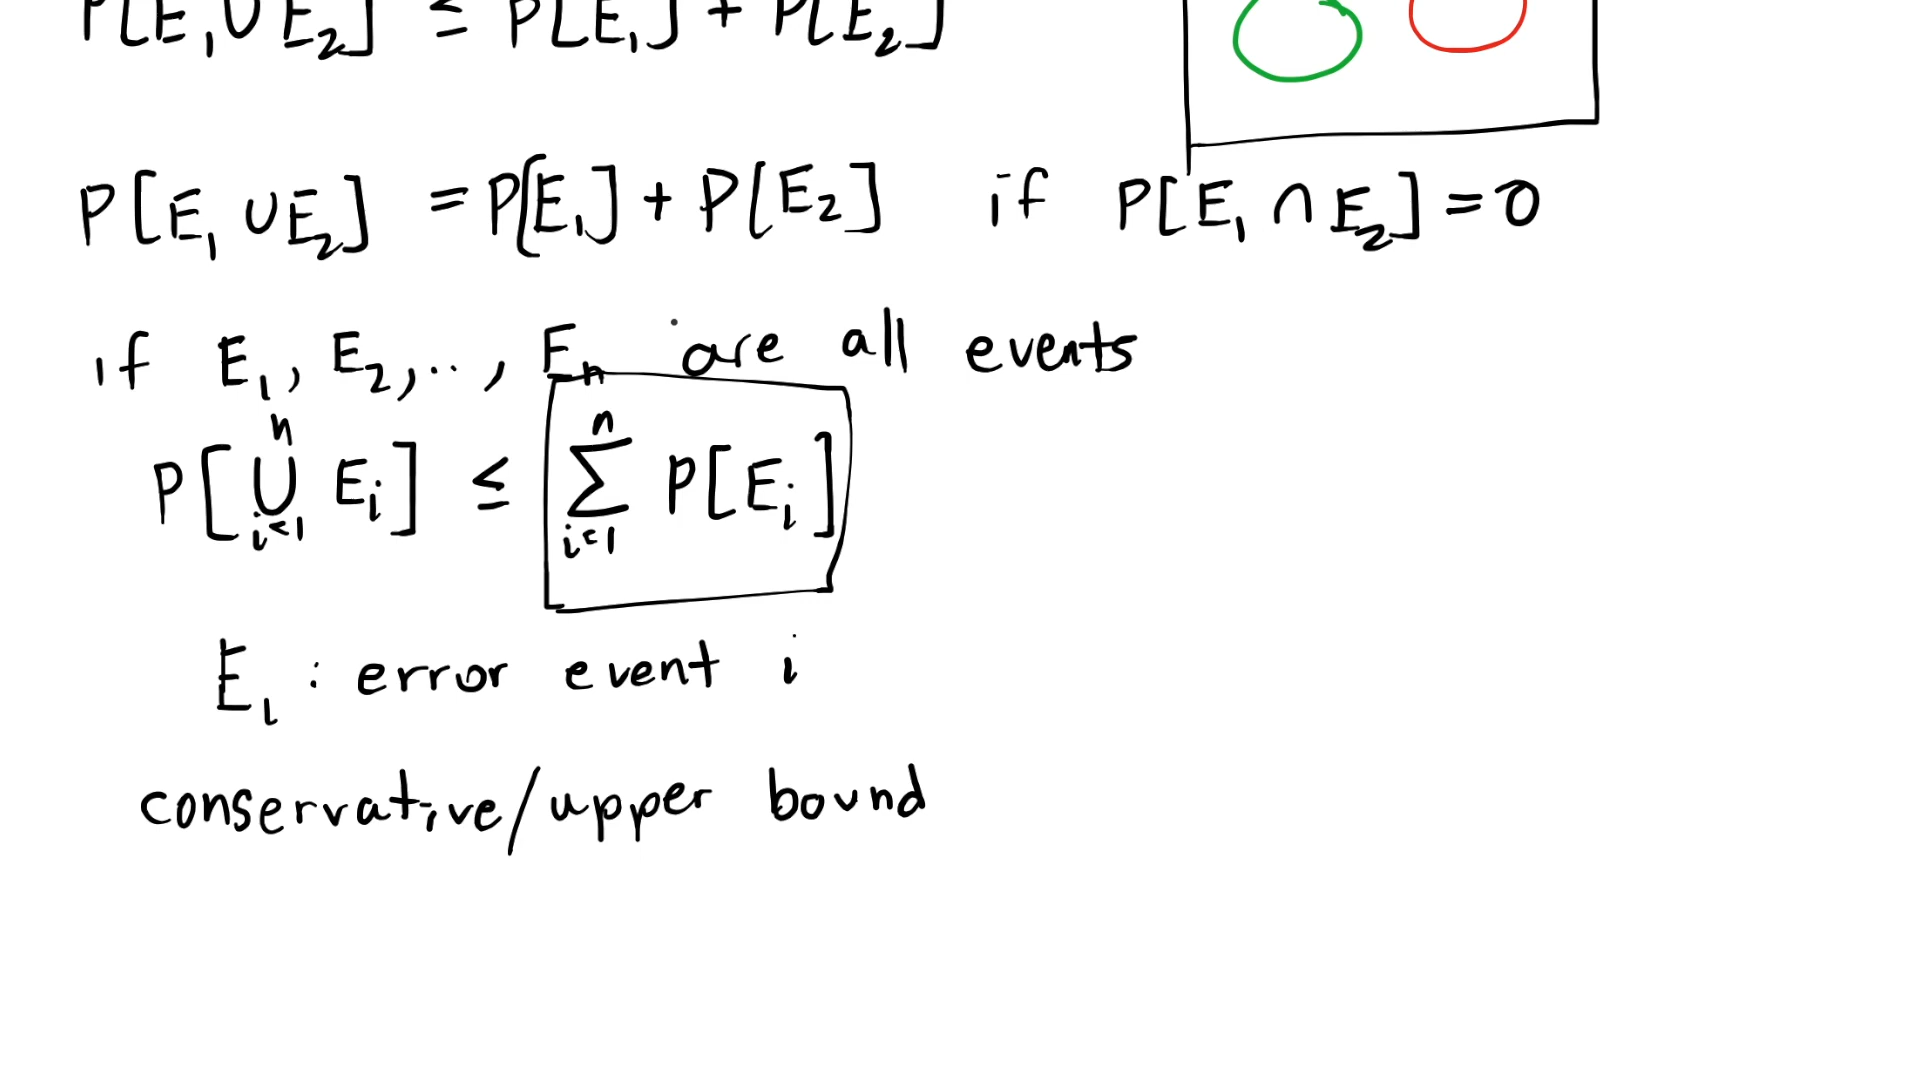 P[E₁∪E₂] ≤ P[E₁] + P[E₂]
P[E₁ ∪ E₂] = P[E₁] + P[E₂] if P[E₁ ∩ E₂] = 0
if E₁, E₂,..., Eₙ are all events
P[⋃ᵢ₌₁ⁿ Eᵢ] ≤ ∑ᵢ₌₁ⁿ P[Eᵢ]
Eᵢ : error event i
conservative/upper bound